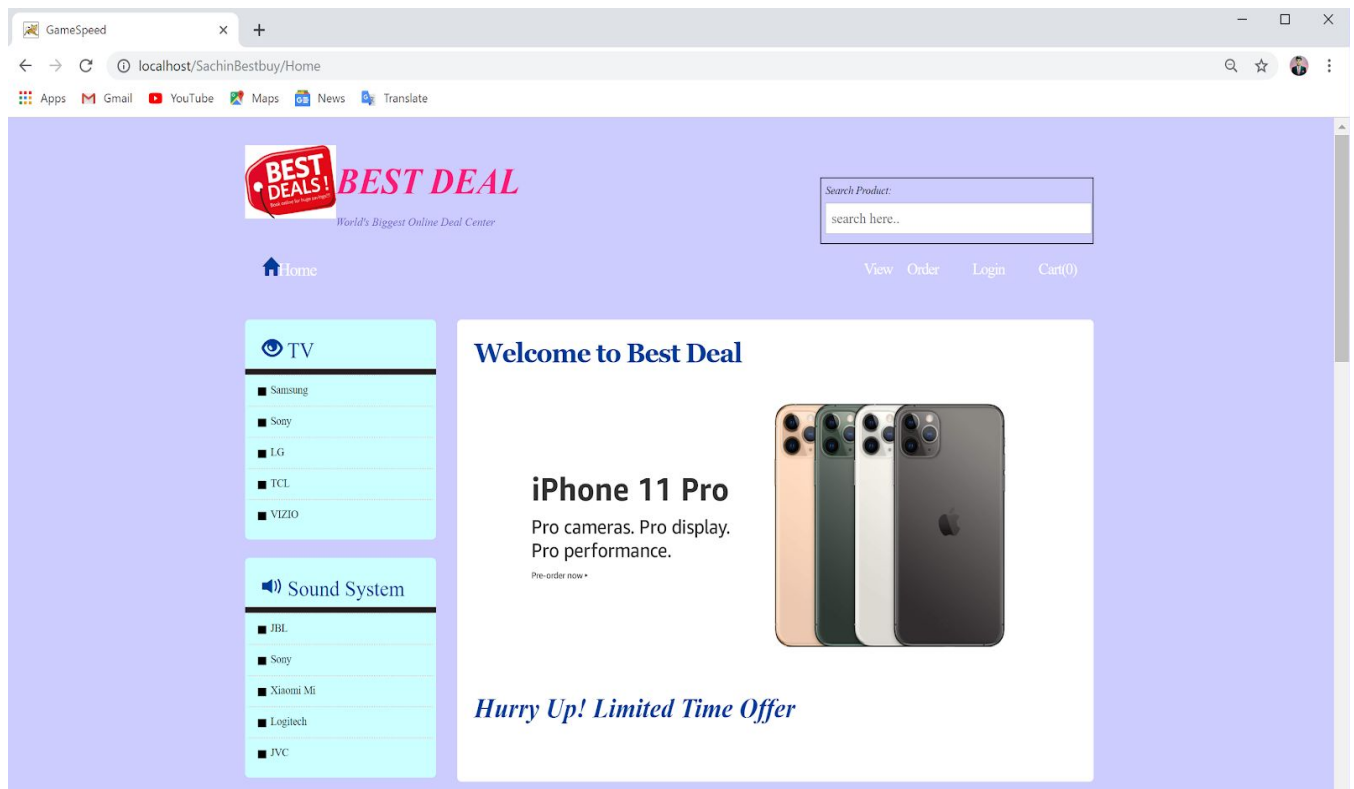 GameSpeed
localhost/SachinBestbuy/Home
Apps Gmail YouTube Maps News Translate
BEST DEALS!
BEST DEAL
World's Biggest Online Deal Center
Search Product:
search here..
Home
View Order Login Cart(0)
TV
Samsung
Sony
LG
TCL
VIZIO
Sound System
JBL
Sony
Xiaomi Mi
Logitech
JVC
Welcome to Best Deal
iPhone 11 Pro
Pro cameras. Pro display.
Pro performance.
Pre-order now
Hurry Up! Limited Time Offer